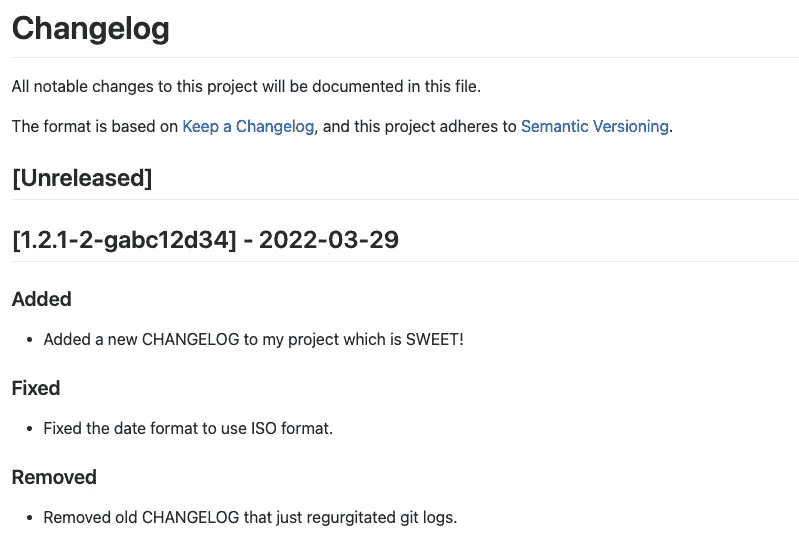 Changelog
All notable changes to this project will be documented in this file.
The format is based on Keep a Changelog, and this project adheres to Semantic Versioning.
[Unreleased]
[1.2.1-2-gabc12d34] - 2022-03-29
Added
• Added a new CHANGELOG to my project which is SWEET!
Fixed
• Fixed the date format to use ISO format.
Removed
• Removed old CHANGELOG that just regurgitated git logs.